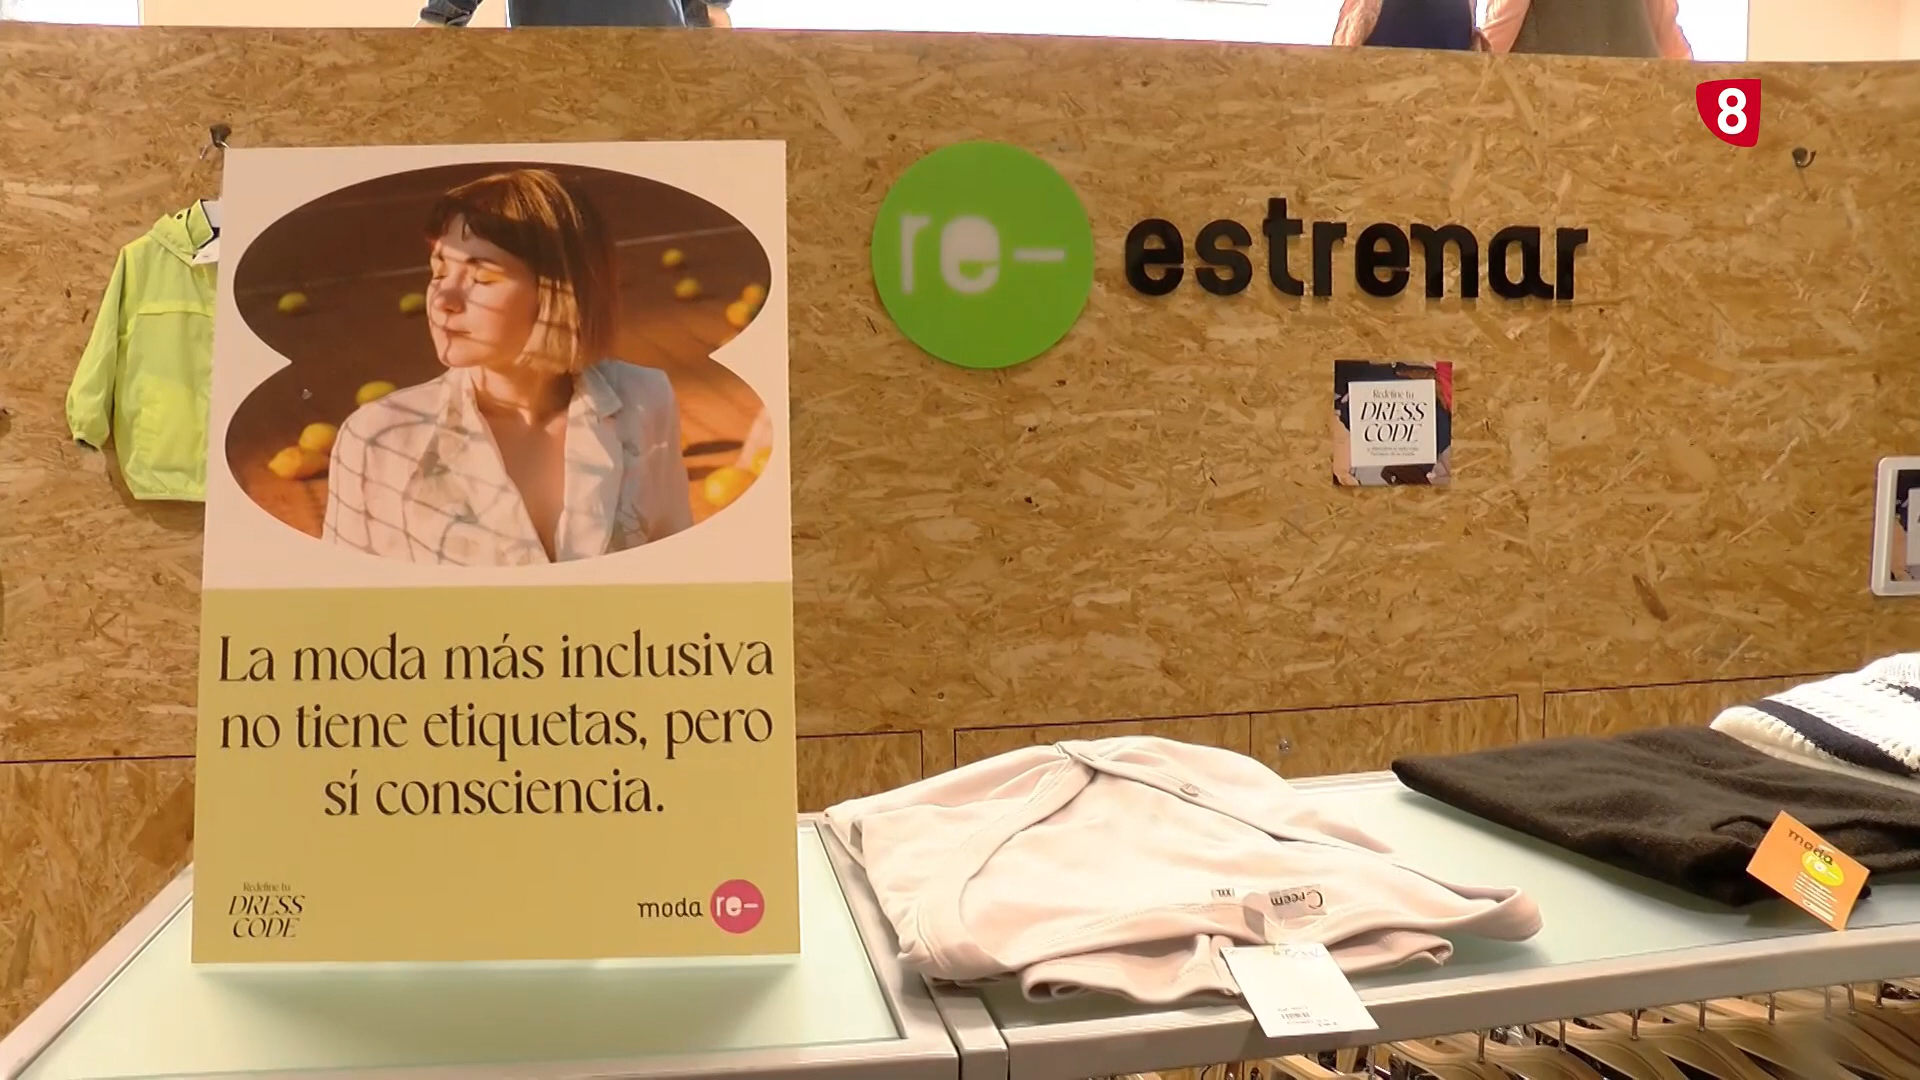 8
re- estrenar
Redefine tu
DRESS
CODE
La moda más inclusiva
no tiene etiquetas, pero
sí consciencia.
Redefine tu
DRESS
CODE
moda re-
XXL
C-reem
moda
re-